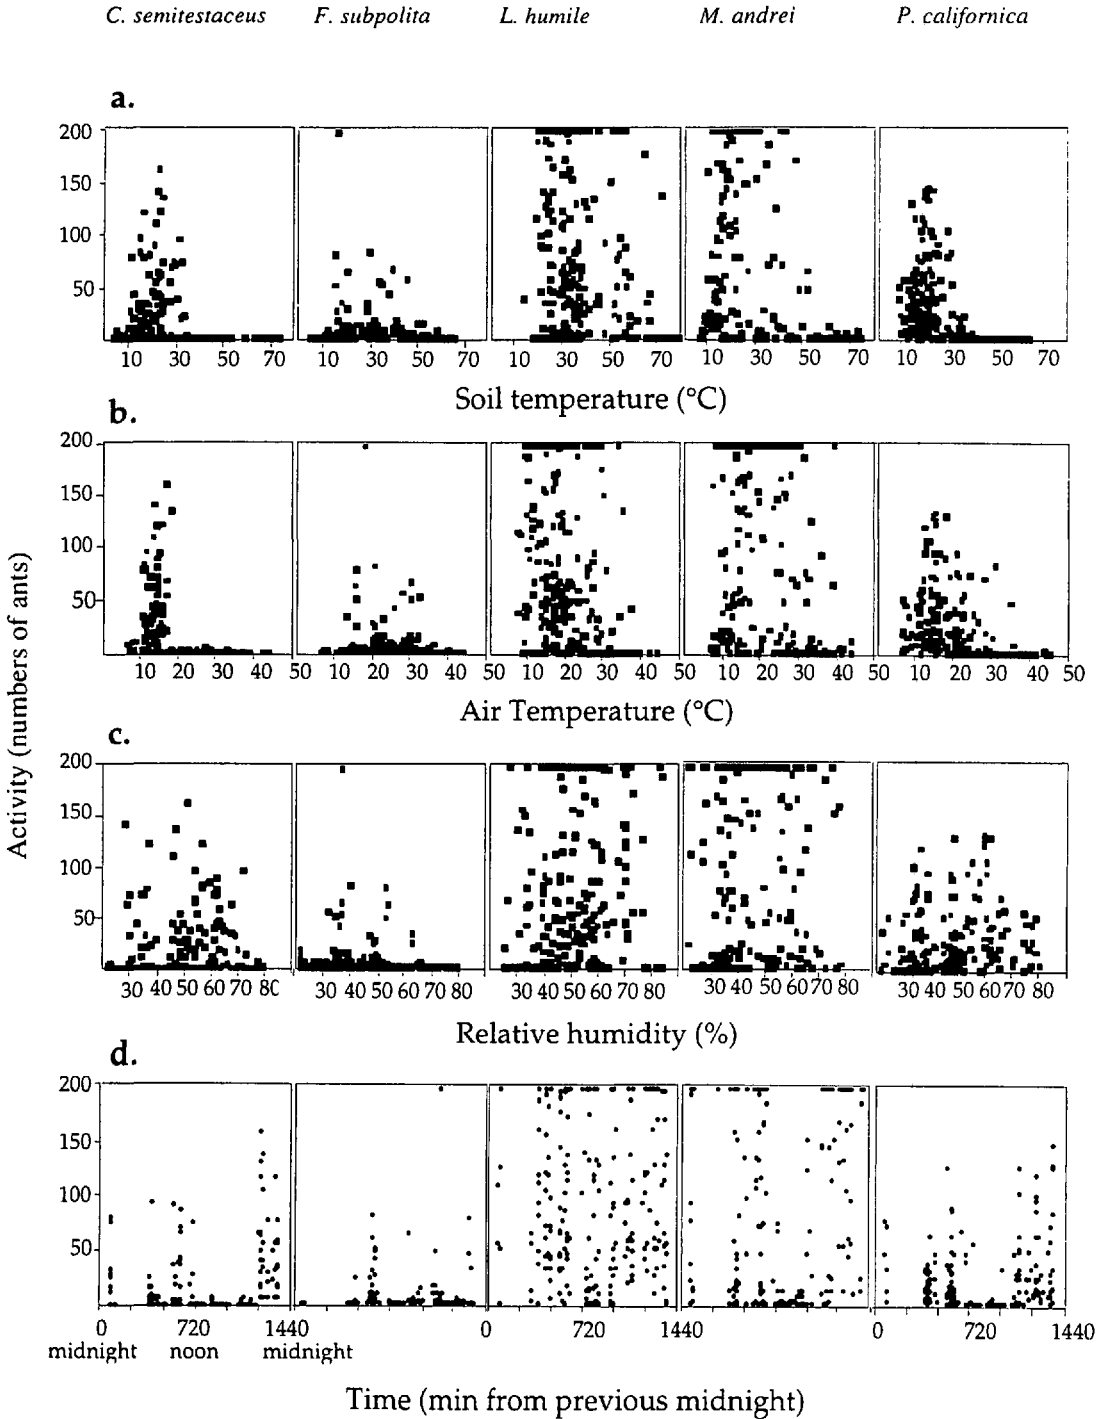 C. semitestaceus F. subpolita L. humile M. andrei P. californica
a.
200
150
100
50
10 30 50 70 10 30 50 70 10 30 50 70 10 30 50 70 10 30 50 70
Soil temperature (°C)
b.
200
150
100
50
10 20 30 40 50 10 20 30 40 50 10 20 30 40 50 10 20 30 40 50 10 20 30 40 50
Air Temperature (°C)
Activity (numbers of ants)
c.
200
150
100
50
30 40 50 60 70 80 30 40 50 60 70 80 30 40 50 60 70 80 30 40 50 60 70 80 30 40 50 60 70 80
Relative humidity (%)
d.
200
150
100
50
0 720 1440 0 720 1440 0 720 1440
midnight noon midnight
Time (min from previous midnight)